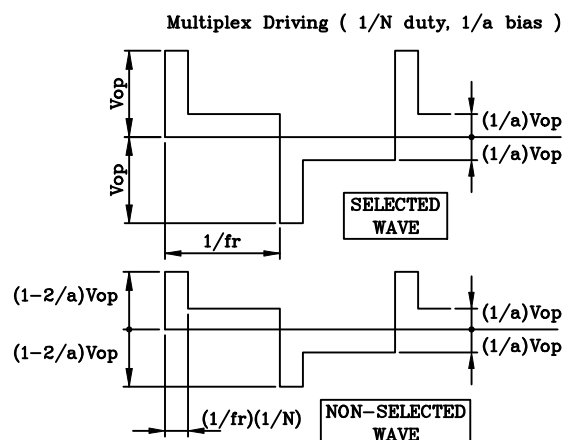 Multiplex Driving ( 1/N duty, 1/a bias )
Vop
(1/a)Vop
(1/a)Vop
Vop
SELECTED
WAVE
1/fr
(1-2/a)Vop
(1/a)Vop
(1-2/a)Vop
(1/a)Vop
(1/fr)(1/N)
NON-SELECTED
WAVE